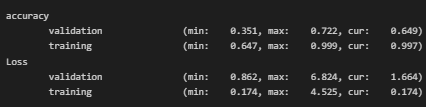 accuracy
validation (min: 0.351, max: 0.722, cur: 0.649)
training (min: 0.647, max: 0.999, cur: 0.997)
Loss
validation (min: 0.862, max: 6.824, cur: 1.664)
training (min: 0.174, max: 4.525, cur: 0.174)